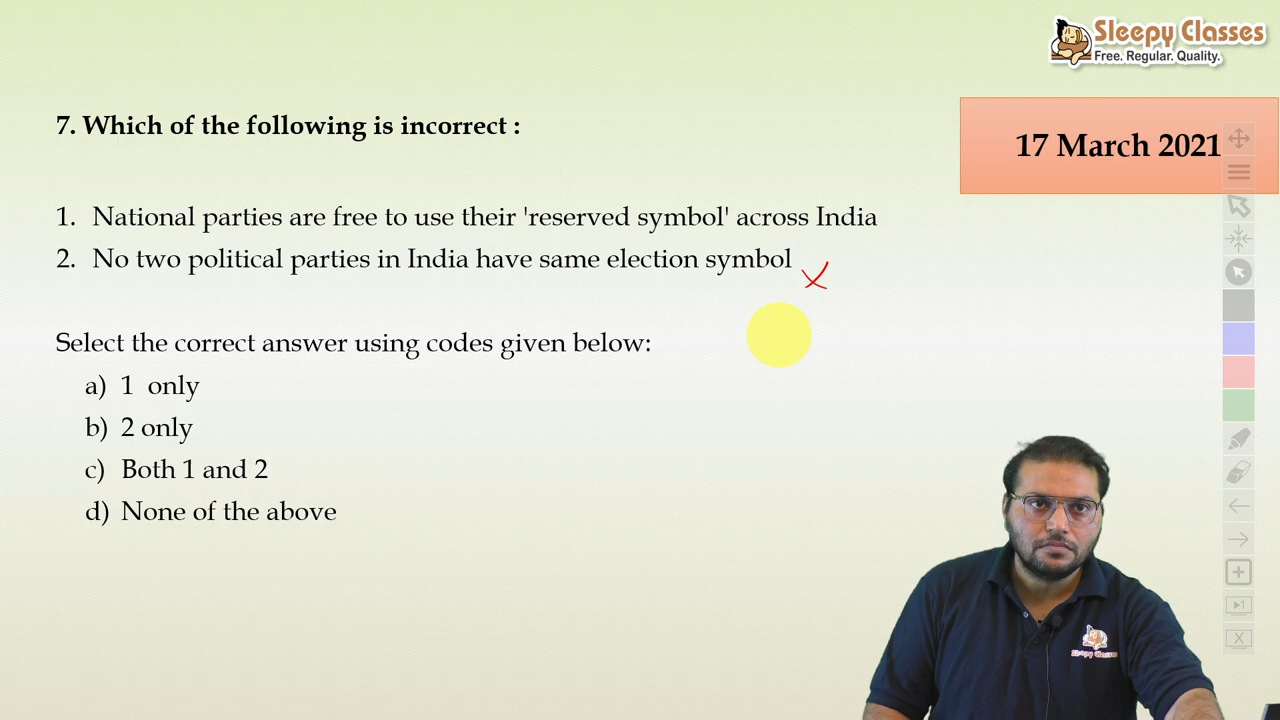 Sleepy Classes
Free. Regular. Quality.
7. Which of the following is incorrect :
17 March 2021
1. National parties are free to use their 'reserved symbol' across India
2. No two political parties in India have same election symbol
Select the correct answer using codes given below:
a) 1 only
b) 2 only
c) Both 1 and 2
d) None of the above
Sleepy Classes